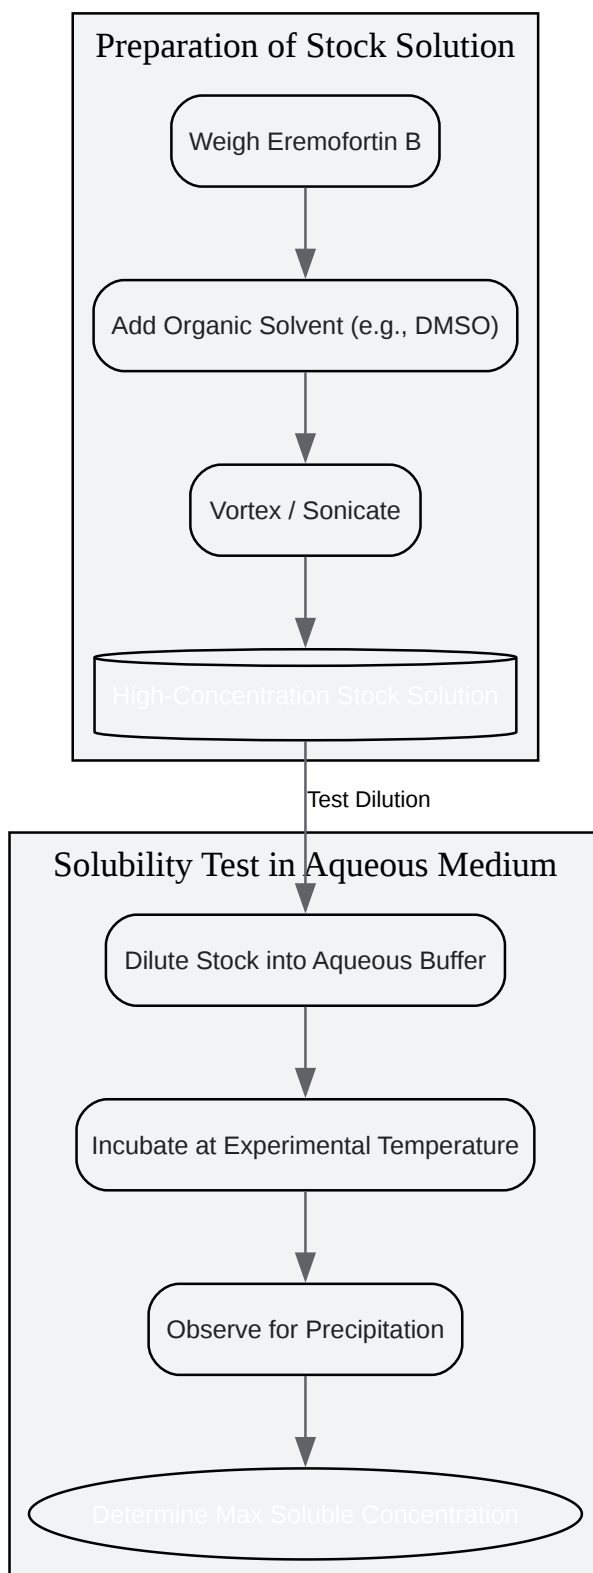 Preparation of Stock Solution
Weigh Eremofortin B
Add Organic Solvent (e.g., DMSO)
Vortex / Sonicate
High-Concentration Stock Solution
Test Dilution
Solubility Test in Aqueous Medium
Dilute Stock into Aqueous Buffer
Incubate at Experimental Temperature
Observe for Precipitation
Determine Max Soluble Concentration